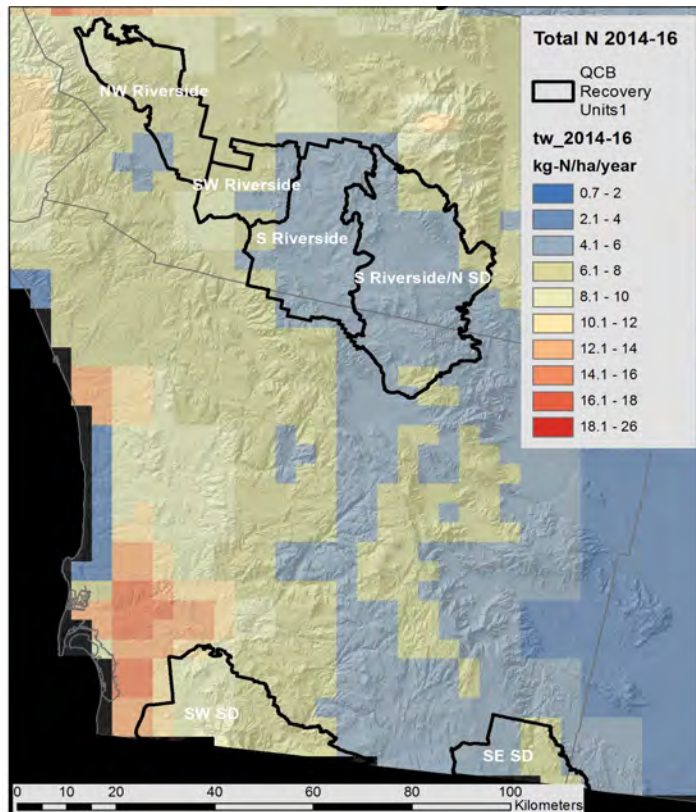 Total N 2014-16
QCB
Recovery
Units1
tw_2014-16
kg-N/ha/year
0.7 - 2
2.1 - 4
4.1 - 6
6.1 - 8
8.1 - 10
10.1 - 12
12.1 - 14
14.1 - 16
16.1 - 18
18.1 - 26
NW Riverside
SW Riverside
S Riverside
S Riverside/N SD
SW SD
SE SD
0 10 20 40 60 80 100
Kilometers